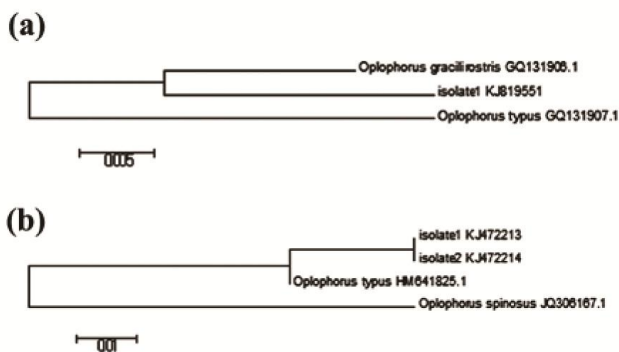 (a)
Oplophorus gracilirostris GQ131908.1
isolate1 KJ819551
Oplophorus typus GQ131907.1
0.005
(b)
isolate1 KJ472213
isolate2 KJ472214
Oplophorus typus HM641825.1
Oplophorus spinosus JQ306167.1
0.01